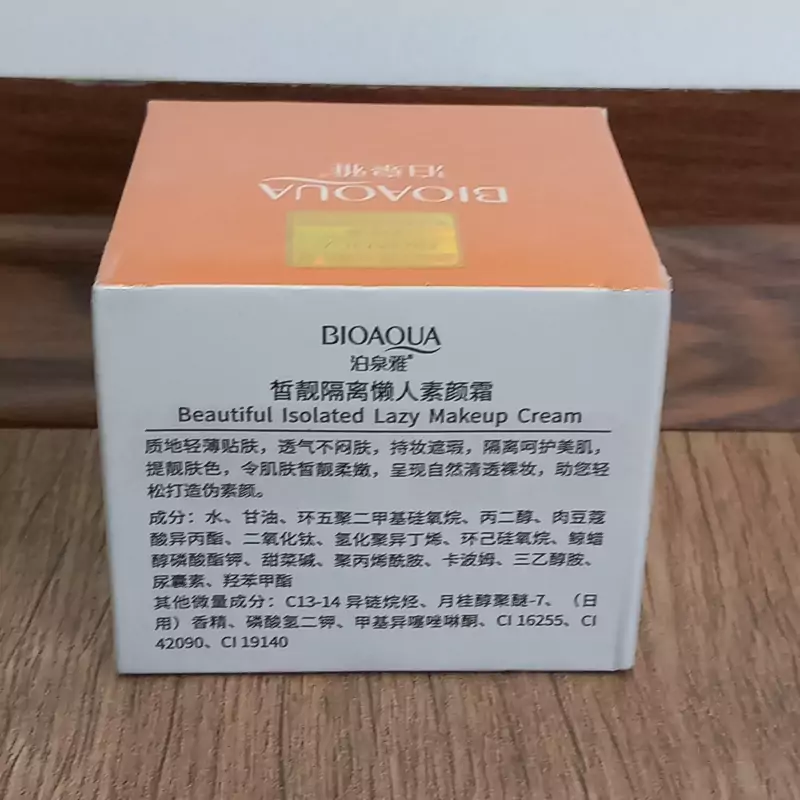 BIOAQUA
泊泉雅
BIOAQUA
泊泉雅®
皙靓隔离懒人素颜霜
Beautiful Isolated Lazy Makeup Cream
质地轻薄贴肤，透气不闷肤，持妆遮瑕，隔离呵护美肌，
提靓肤色，令肌肤皙靓柔嫩，呈现自然清透裸妆，助您轻
松打造伪素颜。
成分：水、甘油、环五聚二甲基硅氧烷、丙二醇、肉豆蔻
酸异丙酯、二氧化钛、氢化聚异丁烯、环己硅氧烷、鲸蜡
醇磷酸酯钾、甜菜碱、聚丙烯酰胺、卡波姆、三乙醇胺、
尿囊素、羟苯甲酯
其他微量成分：C13-14 异链烷烃、月桂醇聚醚-7、（日
用）香精、磷酸氢二钾、甲基异噻唑啉酮、CI 16255、CI
42090、CI 19140